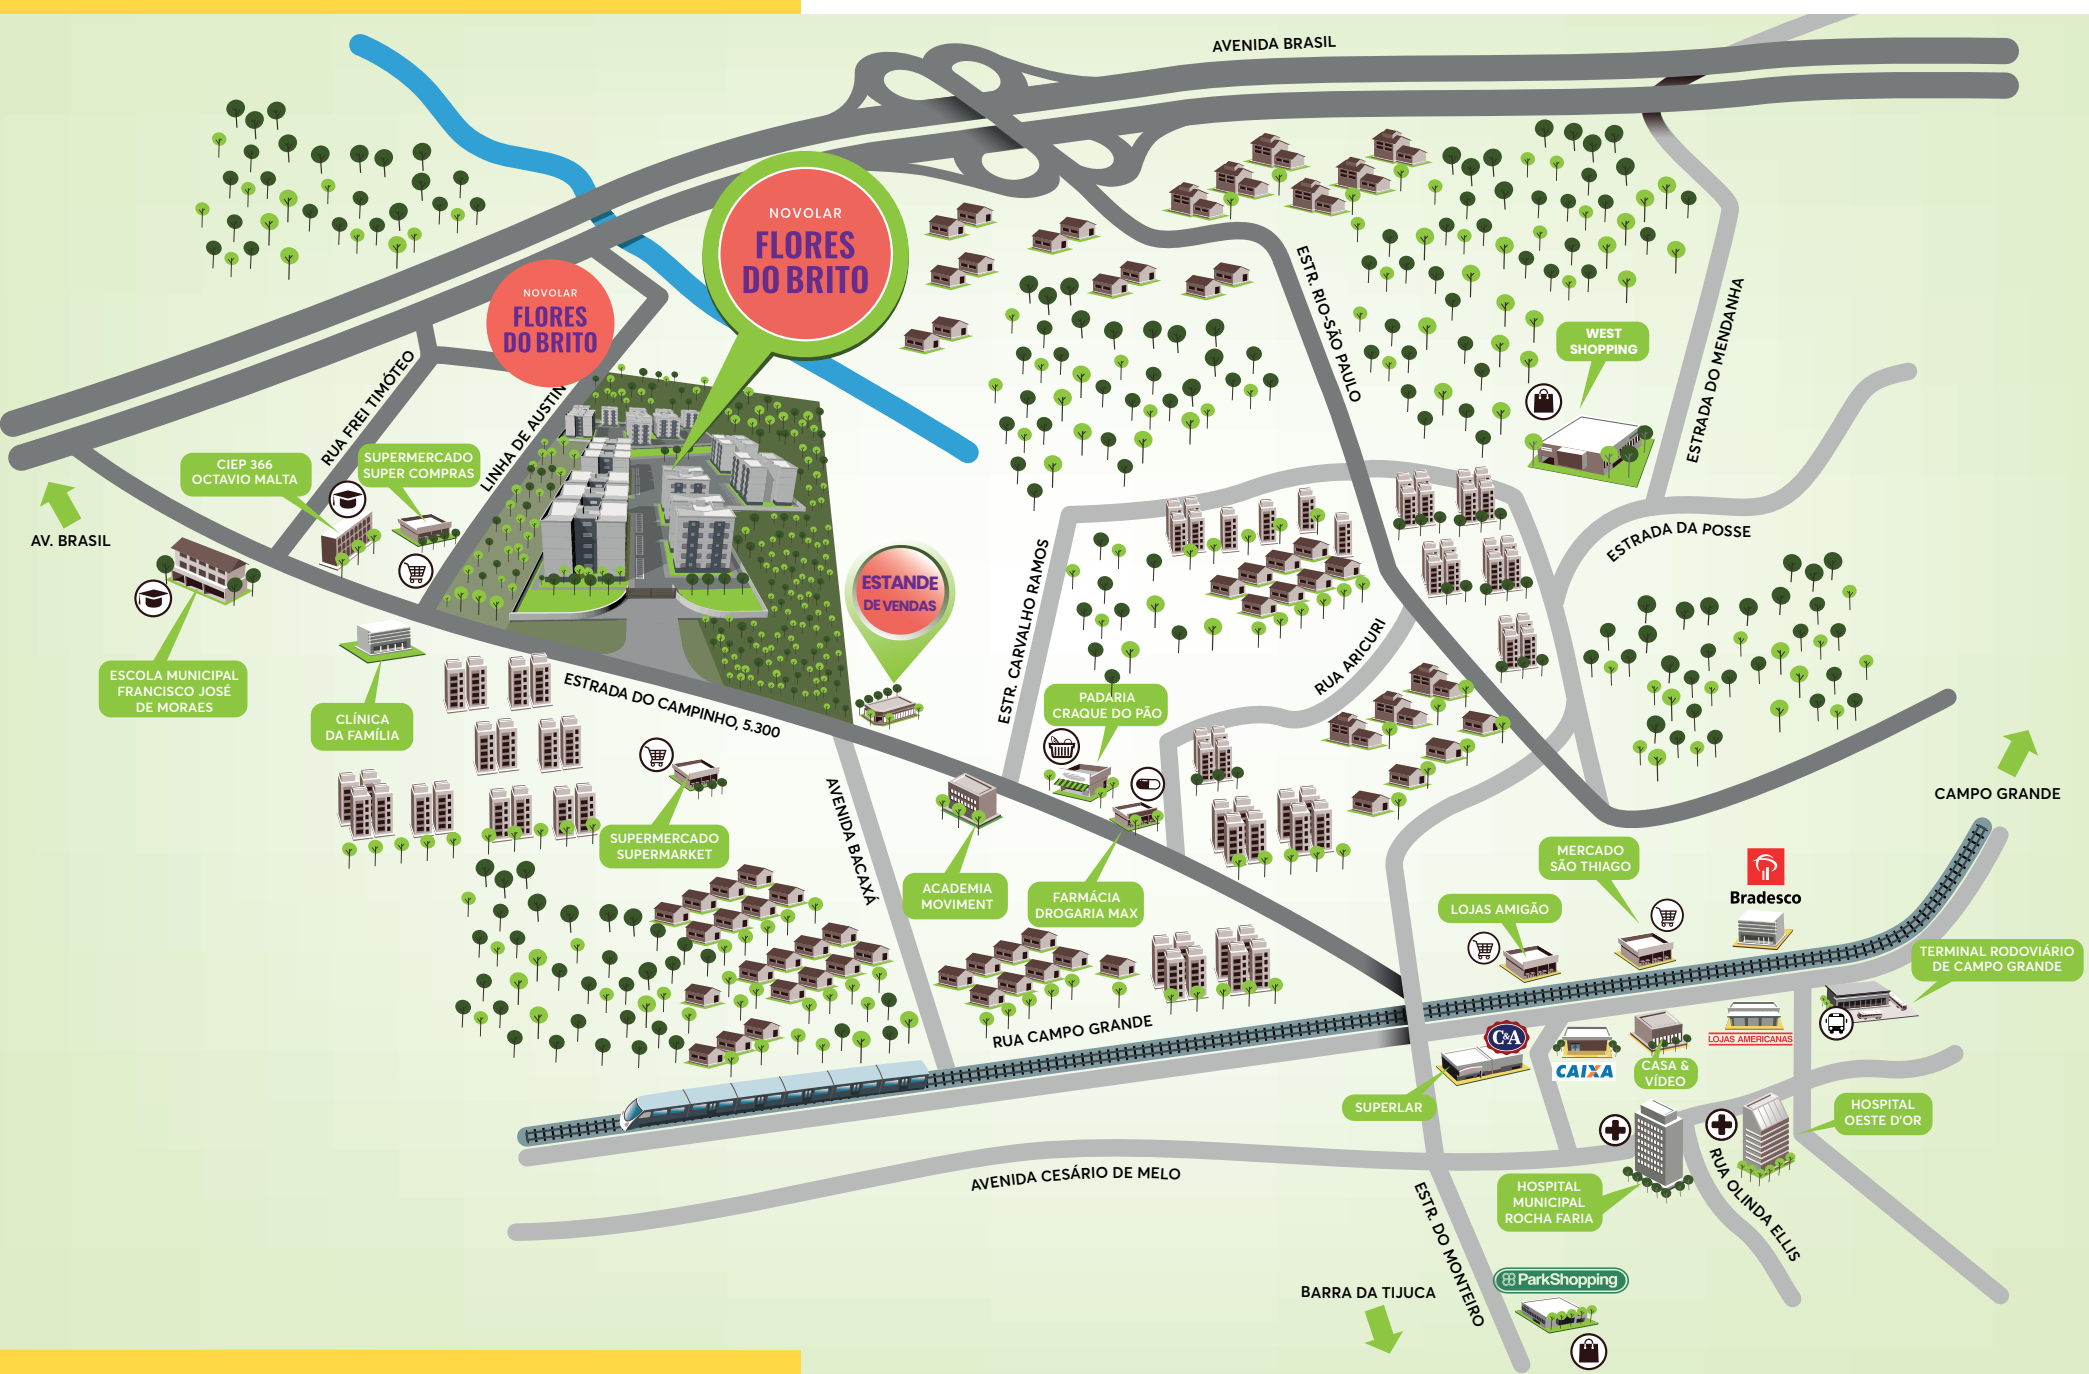 AVENIDA BRASIL
NOVOLAR
FLORES
DO BRITO
NOVOLAR
FLORES
DO BRITO
ESTR. RIO-SÃO PAULO
ESTRADA DO MENDANHA
WEST
SHOPPING
RUA FREI TIMÓTEO
LINHA DE AUSTIN
CIEP 366
OCTAVIO MALTA
SUPERMERCADO
SUPER COMPRAS
AV. BRASIL
ESTRADA DA POSSE
ESTANDE
DE VENDAS
ESTR. CARVALHO RAMOS
RUA ARICURI
ESCOLA MUNICIPAL
FRANCISCO JOSÉ
DE MORAES
CLÍNICA
DA FAMÍLIA
ESTRADA DO CAMPINHO, 5.300
PADARIA
CRAQUE DO PÃO
CAMPO GRANDE
SUPERMERCADO
SUPERMARKET
AVENIDA BACAXÁ
ACADEMIA
MOVIMENT
FARMÁCIA
DROGARIA MAX
MERCADO
SÃO THIAGO
LOJAS AMIGÃO
Bradesco
TERMINAL RODOVIÁRIO
DE CAMPO GRANDE
RUA CAMPO GRANDE
C&A
CAIXA
CASA &
VÍDEO
LOJAS AMERICANAS
SUPERLAR
HOSPITAL
OESTE D'OR
AVENIDA CESÁRIO DE MELO
HOSPITAL
MUNICIPAL
ROCHA FARIA
RUA OLINDA ELLIS
ESTR. DO MONTEIRO
ParkShopping
BARRA DA TIJUCA